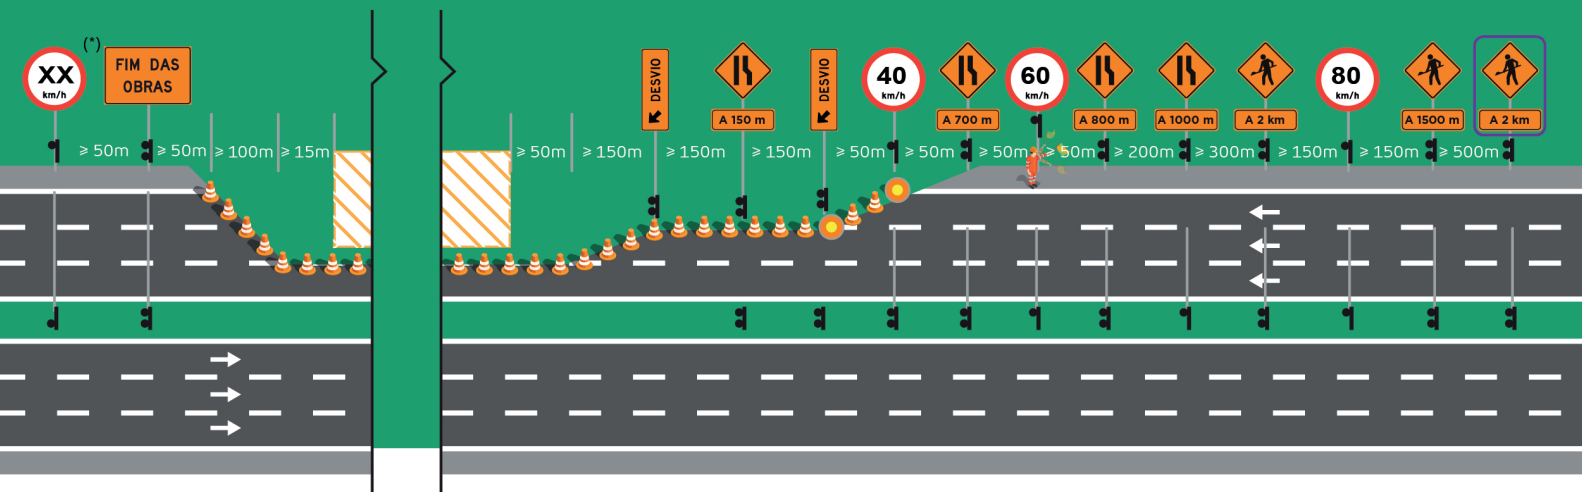 XX
km/h
(*)
FIM DAS
OBRAS
DESVIO
A 150 m
DESVIO
40
km/h
A 700 m
60
km/h
A 800 m
A 1000 m
A 2 km
80
km/h
A 1500 m
A 2 km
⩾ 50m ⩾ 50m ⩾ 100m ⩾ 15m ⩾ 50m ⩾ 150m ⩾ 150m ⩾ 150m ⩾ 50m ⩾ 50m ⩾ 50m ⩾ 50m ⩾ 200m ⩾ 300m ⩾ 150m ⩾ 150m ⩾ 500m